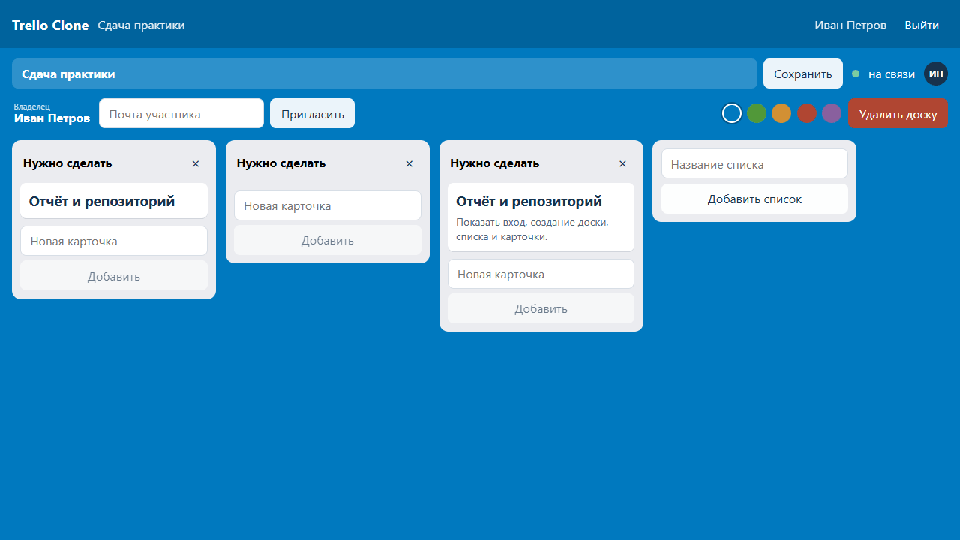 Trello Clone Сдача практики Иван Петров Выйти
Сдача практики Сохранить на связи ИП
Владелец
Иван Петров Почта участника Пригласить Удалить доску
Нужно сделать ×
Отчёт и репозиторий
Новая карточка
Добавить
Нужно сделать ×
Новая карточка
Добавить
Нужно сделать ×
Отчёт и репозиторий
Показать вход, создание доски,
списка и карточки.
Новая карточка
Добавить
Название списка
Добавить список